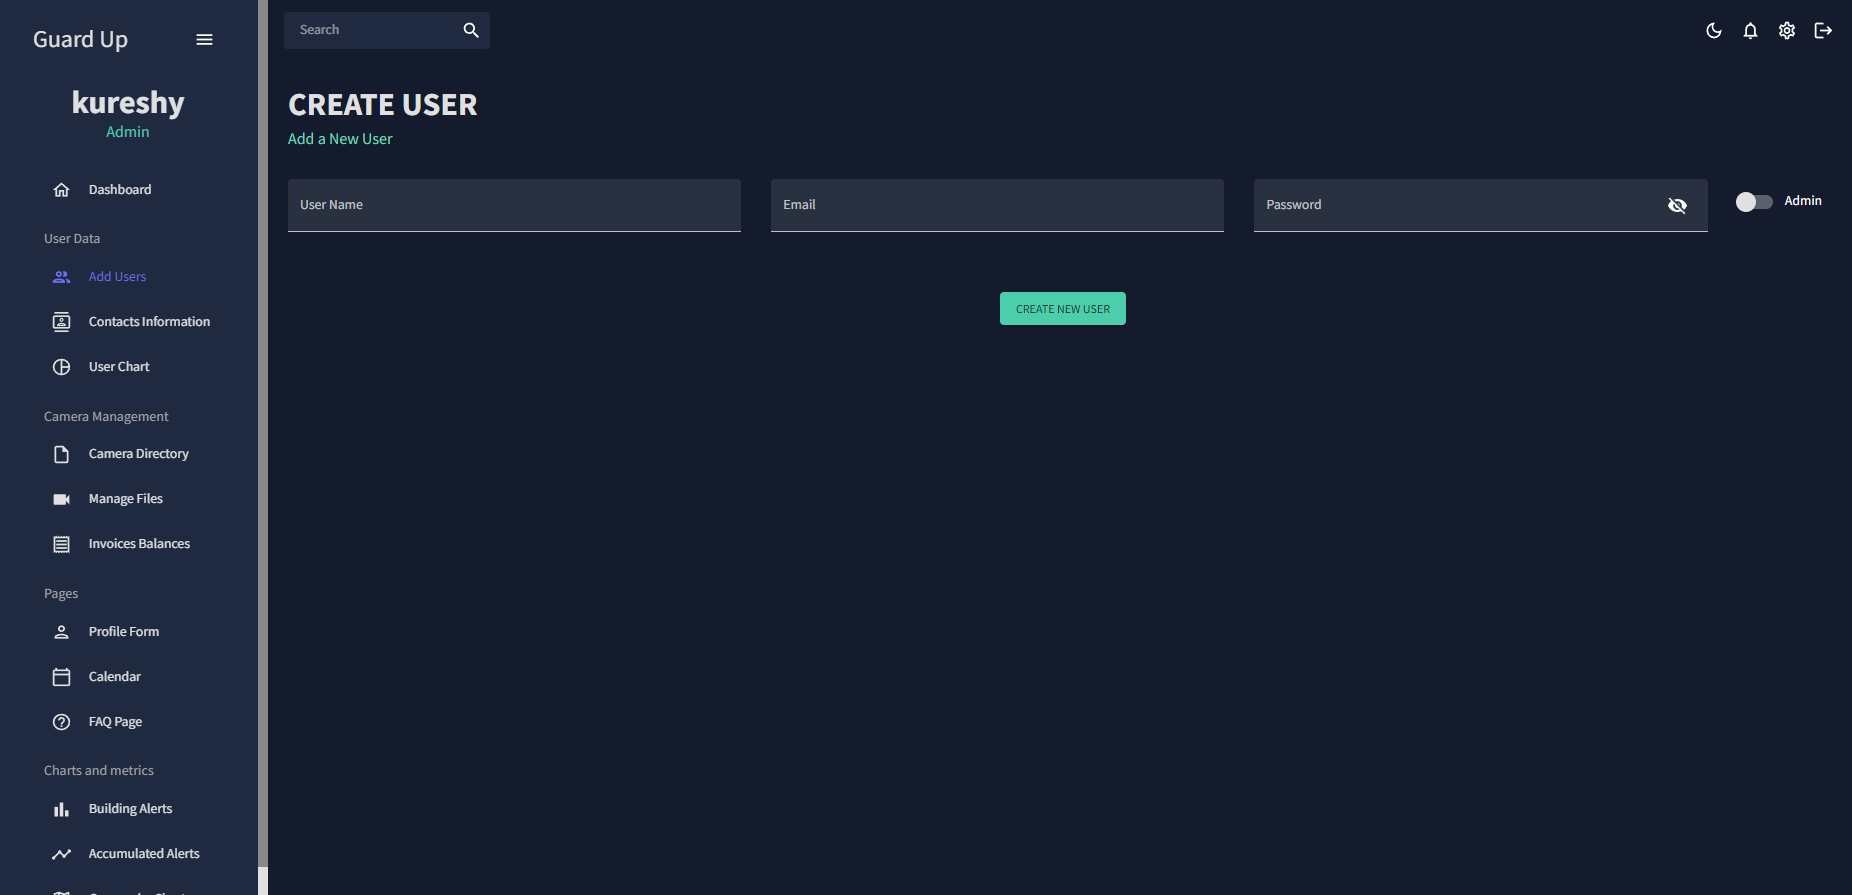 Guard Up
kureshy
Admin
Dashboard
User Data
Add Users
Contacts Information
User Chart
Camera Management
Camera Directory
Manage Files
Invoices Balances
Pages
Profile Form
Calendar
FAQ Page
Charts and metrics
Building Alerts
Accumulated Alerts
Search
CREATE USER
Add a New User
User Name
Email
Password
Admin
CREATE NEW USER